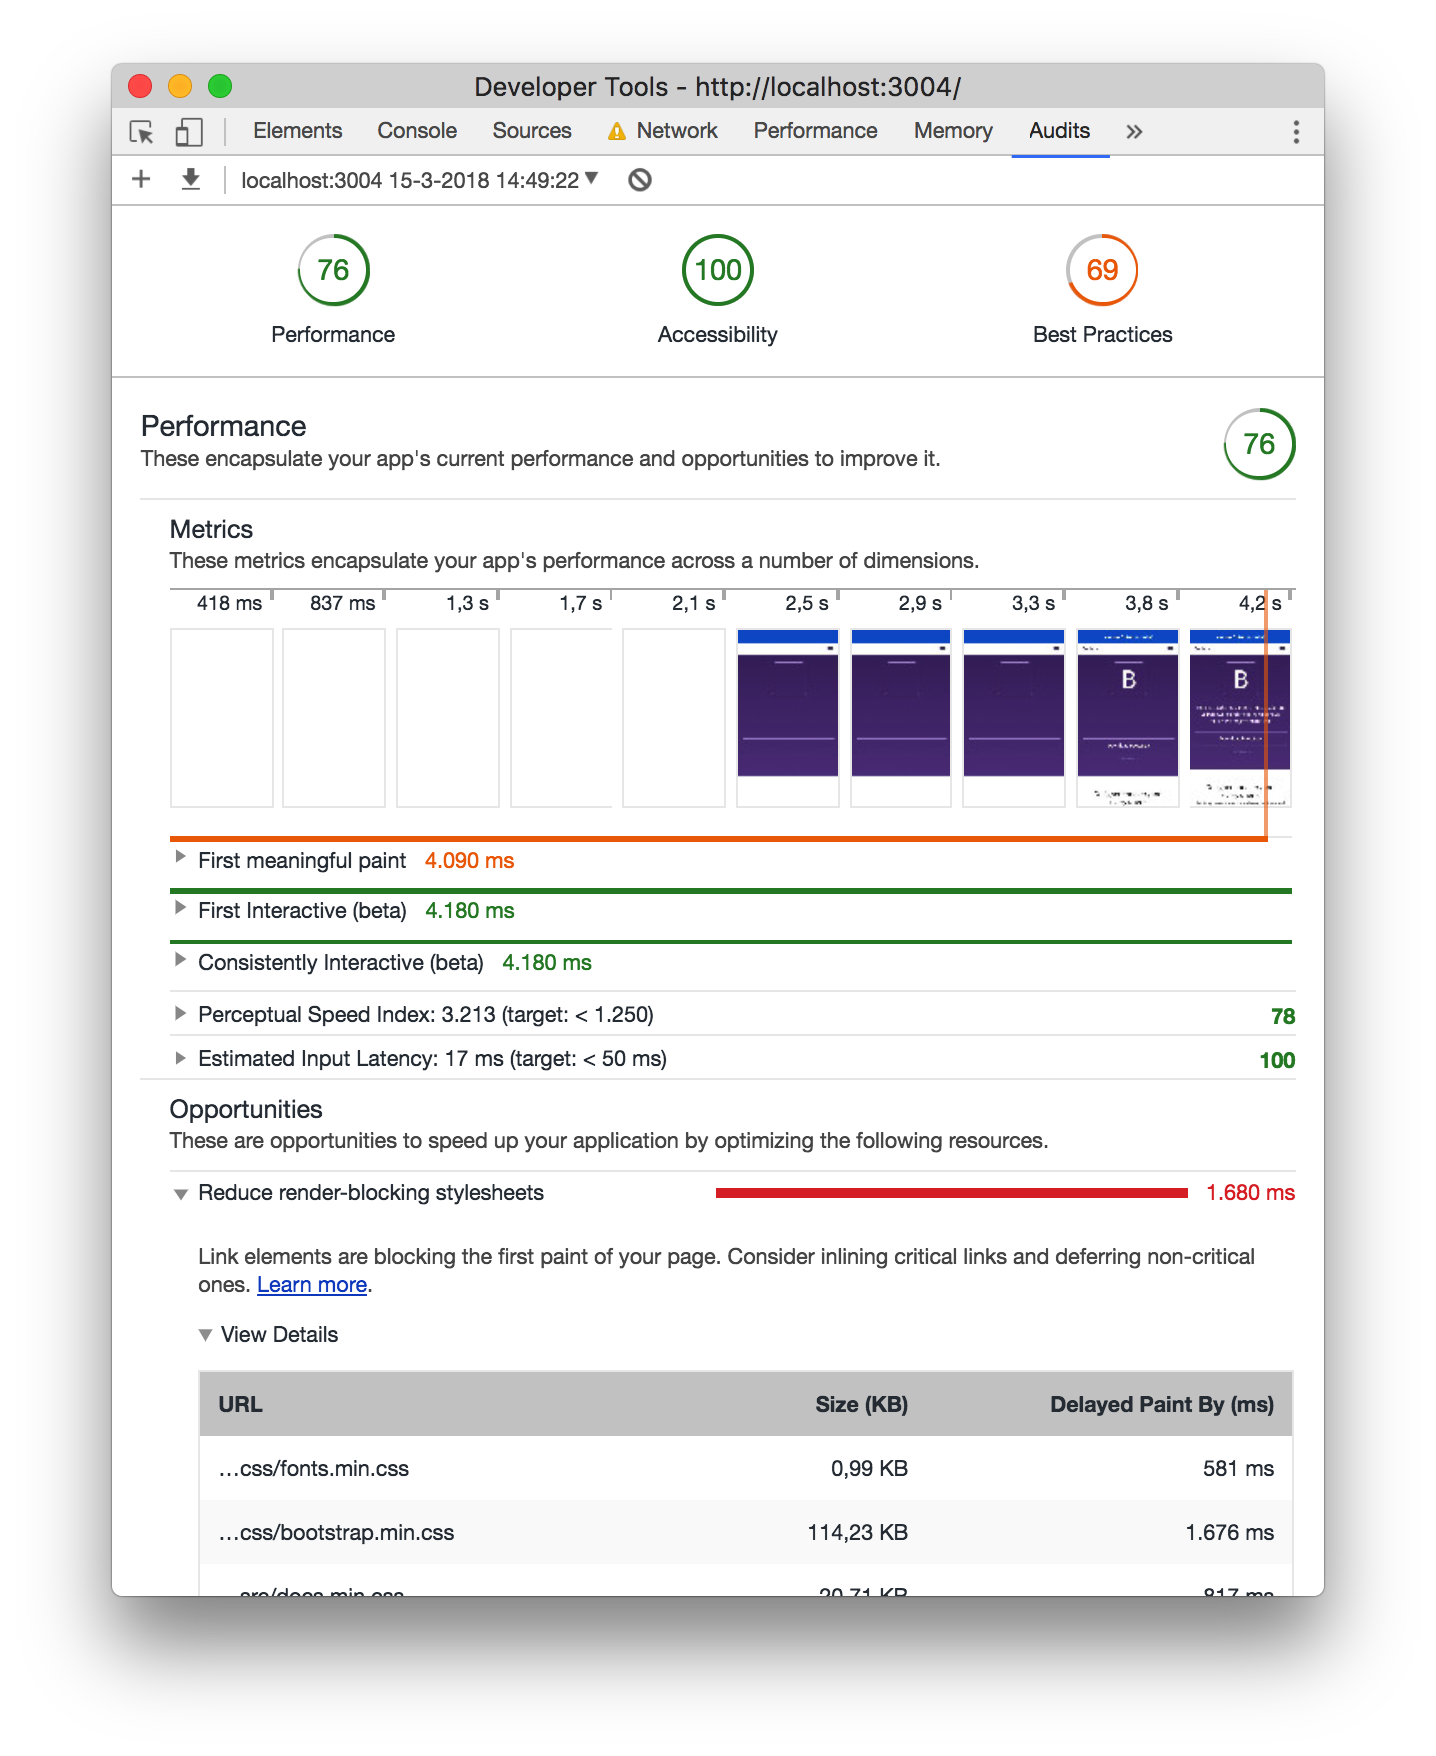 Developer Tools - http://localhost:3004/
Elements Console Sources Network Performance Memory Audits »
localhost:3004 15-3-2018 14:49:22
76 100 69
Performance Accessibility Best Practices
Performance
These encapsulate your app's current performance and opportunities to improve it.
76
Metrics
These metrics encapsulate your app's performance across a number of dimensions.
418 ms 837 ms 1,3 s 1,7 s 2,1 s 2,5 s 2,9 s 3,3 s 3,8 s 4,2 s
B B
First meaningful paint 4.090 ms
First Interactive (beta) 4.180 ms
Consistently Interactive (beta) 4.180 ms
Perceptual Speed Index: 3.213 (target: < 1.250) 78
Estimated Input Latency: 17 ms (target: < 50 ms) 100
Opportunities
These are opportunities to speed up your application by optimizing the following resources.
Reduce render-blocking stylesheets 1.680 ms
Link elements are blocking the first paint of your page. Consider inlining critical links and deferring non-critical
ones. Learn more.
View Details
URL Size (KB) Delayed Paint By (ms)
…css/fonts.min.css 0,99 KB 581 ms
…css/bootstrap.min.css 114,23 KB 1.676 ms
…src/docs.min.css 20,71 KB 817 ms